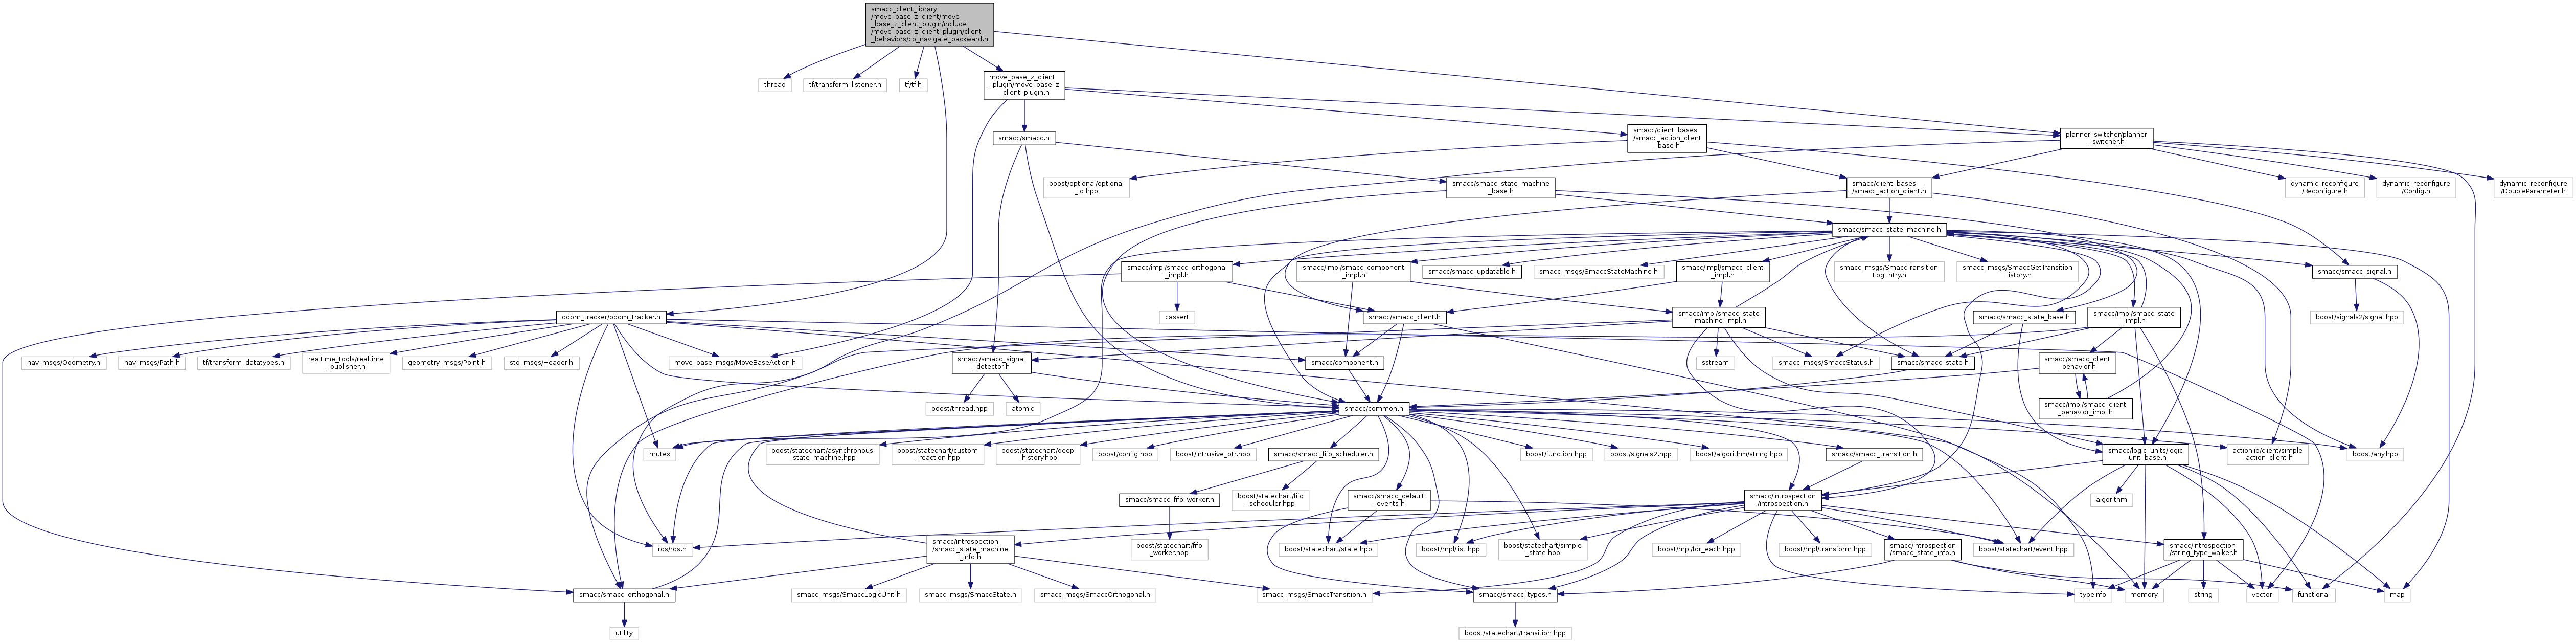 smacc_client_library
/move_base_z_client/move
_base_z_client_plugin/include
/move_base_z_client_plugin/client
_behaviors/cb_navigate_backward.h
thread
tf/transform_listener.h
tf/tf.h
move_base_z_client
_plugin/move_base_z
_client_plugin.h
smacc/smacc.h
smacc/client_bases
/smacc_action_client
_base.h
planner_switcher/planner
_switcher.h
boost/optional/optional
_io.hpp
smacc/smacc_state_machine
_base.h
smacc/client_bases
/smacc_action_client.h
dynamic_reconfigure
/Reconfigure.h
dynamic_reconfigure
/Config.h
dynamic_reconfigure
/DoubleParameter.h
smacc/smacc_state_machine.h
smacc/impl/smacc_orthogonal
_impl.h
smacc/impl/smacc_component
_impl.h
smacc/smacc_updatable.h
smacc_msgs/SmaccStateMachine.h
smacc/impl/smacc_client
_impl.h
smacc_msgs/SmaccTransition
LogEntry.h
smacc_msgs/SmaccGetTransition
History.h
smacc/smacc_signal.h
odom_tracker/odom_tracker.h
cassert
smacc/smacc_client.h
smacc/impl/smacc_state
_machine_impl.h
smacc/smacc_state_base.h
smacc/impl/smacc_state
_impl.h
boost/signals2/signal.hpp
nav_msgs/Odometry.h
nav_msgs/Path.h
tf/transform_datatypes.h
realtime_tools/realtime
_publisher.h
geometry_msgs/Point.h
std_msgs/Header.h
move_base_msgs/MoveBaseAction.h
smacc/smacc_signal
_detector.h
smacc/component.h
sstream
smacc_msgs/SmaccStatus.h
smacc/smacc_state.h
smacc/smacc_client
_behavior.h
boost/thread.hpp
atomic
smacc/common.h
smacc/impl/smacc_client
_behavior_impl.h
mutex
boost/statechart/asynchronous
_state_machine.hpp
boost/statechart/custom
_reaction.hpp
boost/statechart/deep
_history.hpp
boost/config.hpp
boost/intrusive_ptr.hpp
smacc/smacc_fifo_scheduler.h
boost/function.hpp
boost/signals2.hpp
boost/algorithm/string.hpp
smacc/smacc_transition.h
smacc/logic_units/logic
_unit_base.h
actionlib/client/simple
_action_client.h
boost/any.hpp
smacc/smacc_fifo_worker.h
boost/statechart/fifo
_scheduler.hpp
smacc/smacc_default
_events.h
smacc/introspection
/introspection.h
algorithm
ros/ros.h
smacc/introspection
/smacc_state_machine
_info.h
boost/statechart/fifo
_worker.hpp
boost/statechart/state.hpp
boost/mpl/list.hpp
boost/statechart/simple
_state.hpp
boost/mpl/for_each.hpp
boost/mpl/transform.hpp
smacc/introspection
/smacc_state_info.h
boost/statechart/event.hpp
smacc/introspection
/string_type_walker.h
smacc/smacc_orthogonal.h
smacc_msgs/SmaccLogicUnit.h
smacc_msgs/SmaccState.h
smacc_msgs/SmaccOrthogonal.h
smacc_msgs/SmaccTransition.h
smacc/smacc_types.h
typeinfo
memory
string
vector
functional
map
utility
boost/statechart/transition.hpp